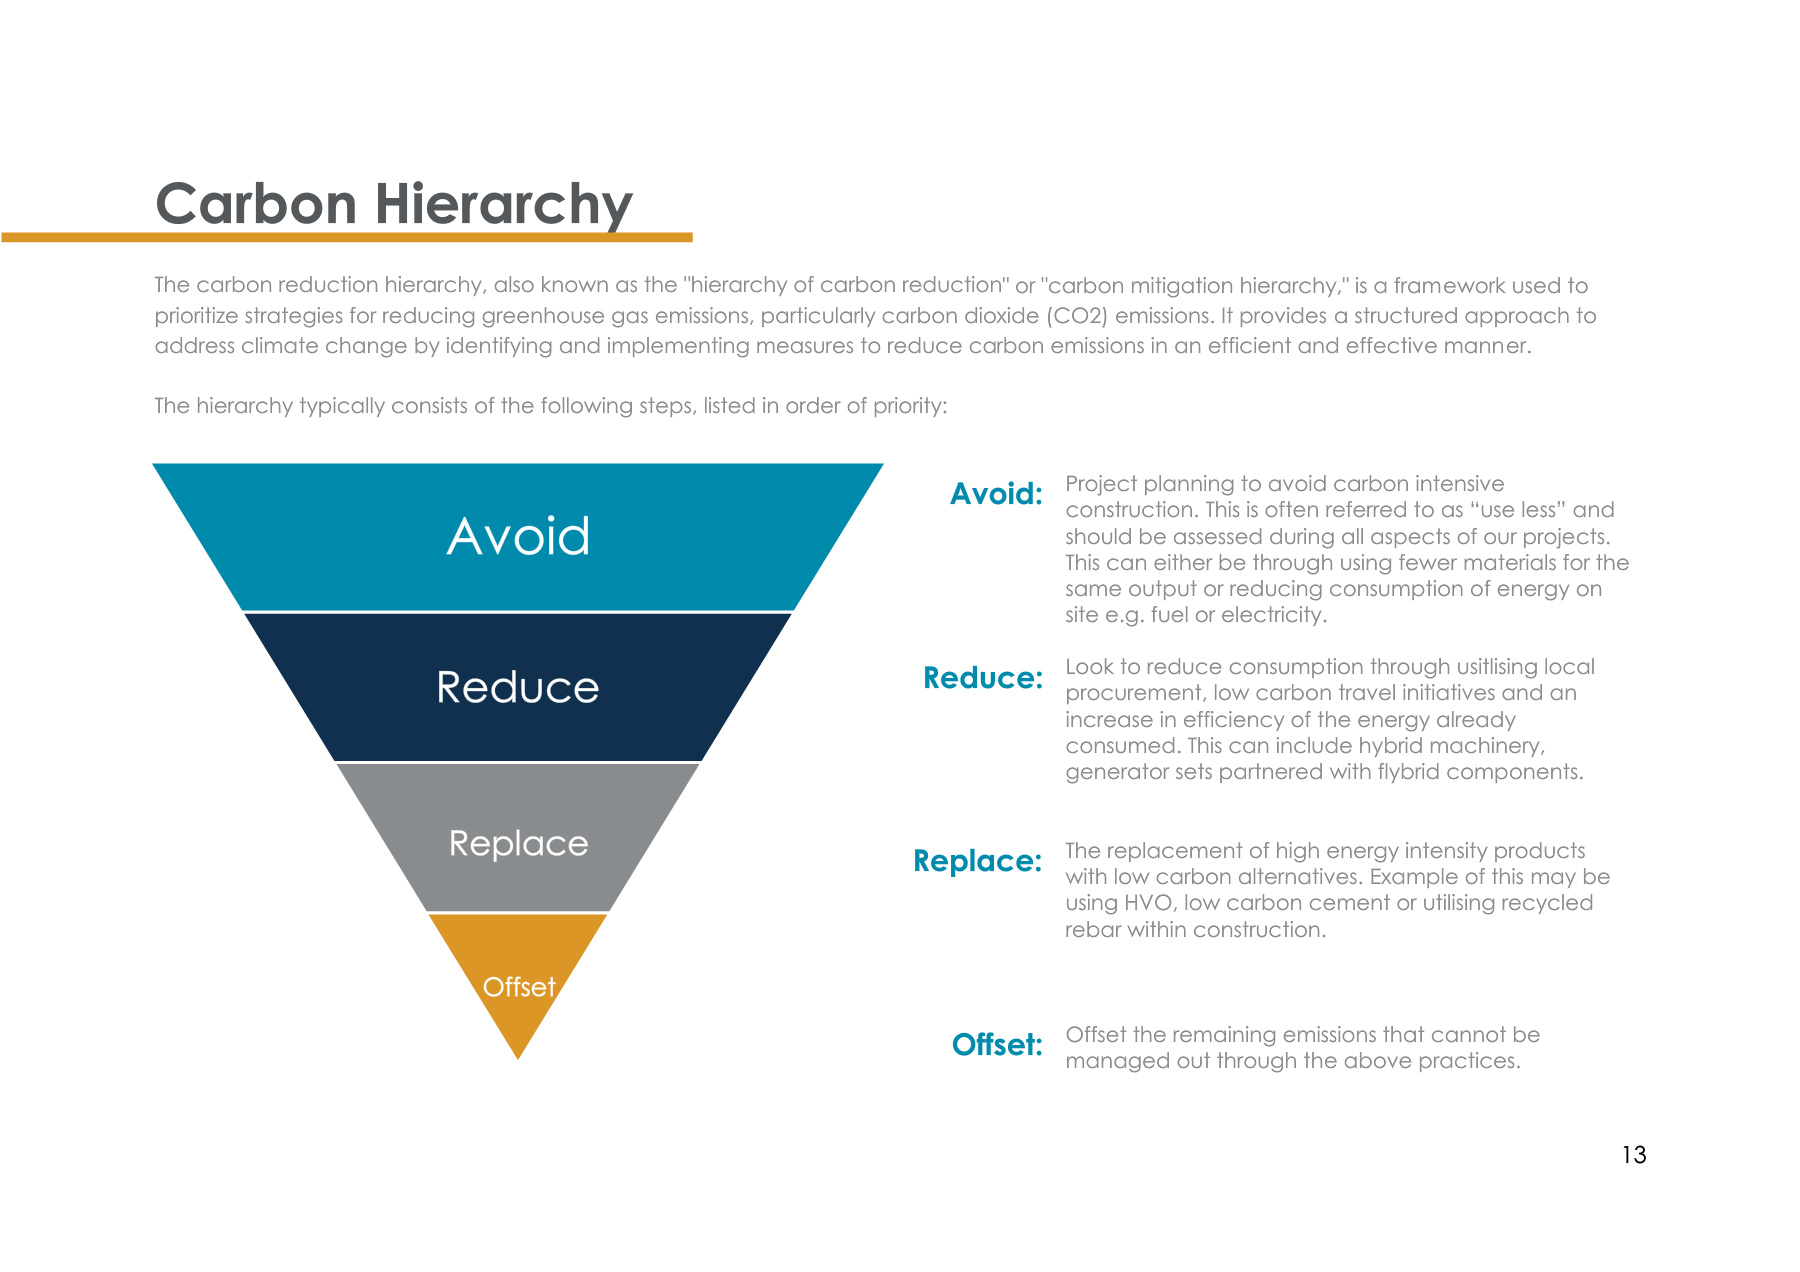 Carbon Hierarchy
The carbon reduction hierarchy, also known as the "hierarchy of carbon reduction" or "carbon mitigation hierarchy," is a framework used to
prioritize strategies for reducing greenhouse gas emissions, particularly carbon dioxide (CO2) emissions. It provides a structured approach to
address climate change by identifying and implementing measures to reduce carbon emissions in an efficient and effective manner.
The hierarchy typically consists of the following steps, listed in order of priority:
Avoid
Reduce
Replace
Offset
Avoid:
Project planning to avoid carbon intensive
construction. This is often referred to as “use less” and
should be assessed during all aspects of our projects.
This can either be through using fewer materials for the
same output or reducing consumption of energy on
site e.g. fuel or electricity.
Reduce:
Look to reduce consumption through usitlising local
procurement, low carbon travel initiatives and an
increase in efficiency of the energy already
consumed. This can include hybrid machinery,
generator sets partnered with flybrid components.
Replace:
The replacement of high energy intensity products
with low carbon alternatives. Example of this may be
using HVO, low carbon cement or utilising recycled
rebar within construction.
Offset:
Offset the remaining emissions that cannot be
managed out through the above practices.
13